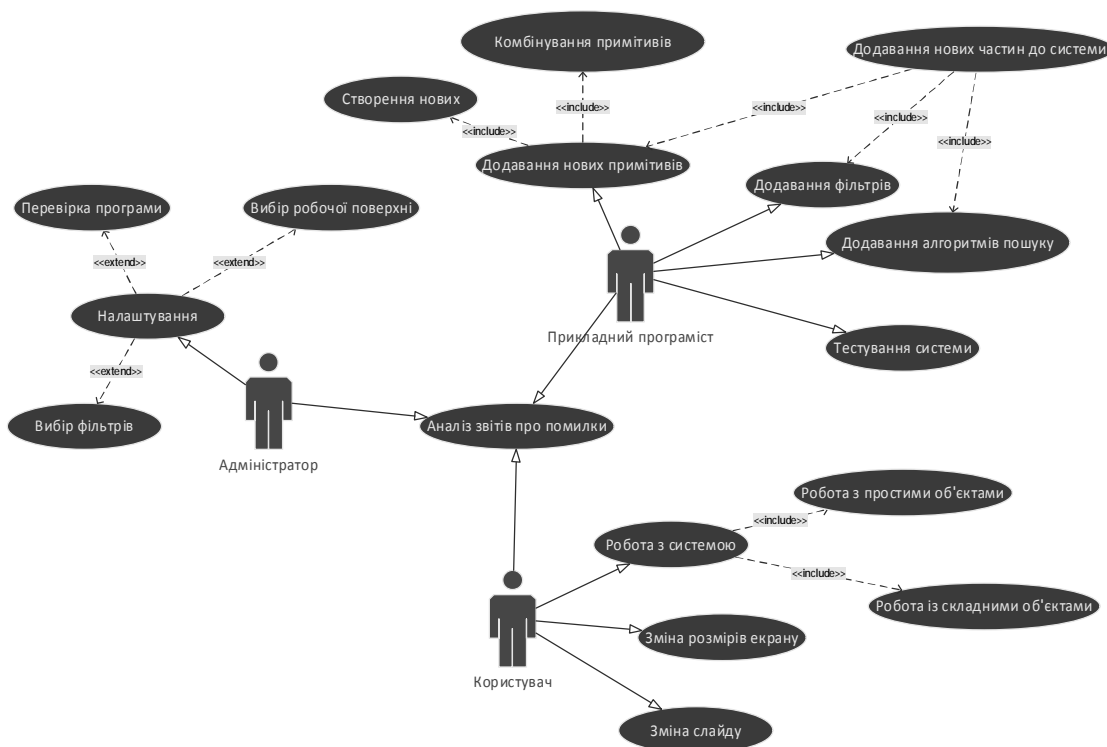 Комбінування примітивів
Додавання нових частин до системи
Створення нових
<<include>>
<<include>>
<<include>>
<<include>>
<<include>>
Додавання нових примітивів
Додавання фільтрів
Перевірка програми
Вибір робочої поверхні
Додавання алгоритмів пошуку
<<extend>>
<<extend>>
Налаштування
Прикладний програміст
Тестування системи
<<extend>>
Вибір фільтрів
Аналіз звітів про помилки
Адміністратор
Робота з простими об'єктами
<<include>>
Робота з системою
<<include>>
Робота із складними об'єктами
Зміна розмірів екрану
Користувач
Зміна слайду